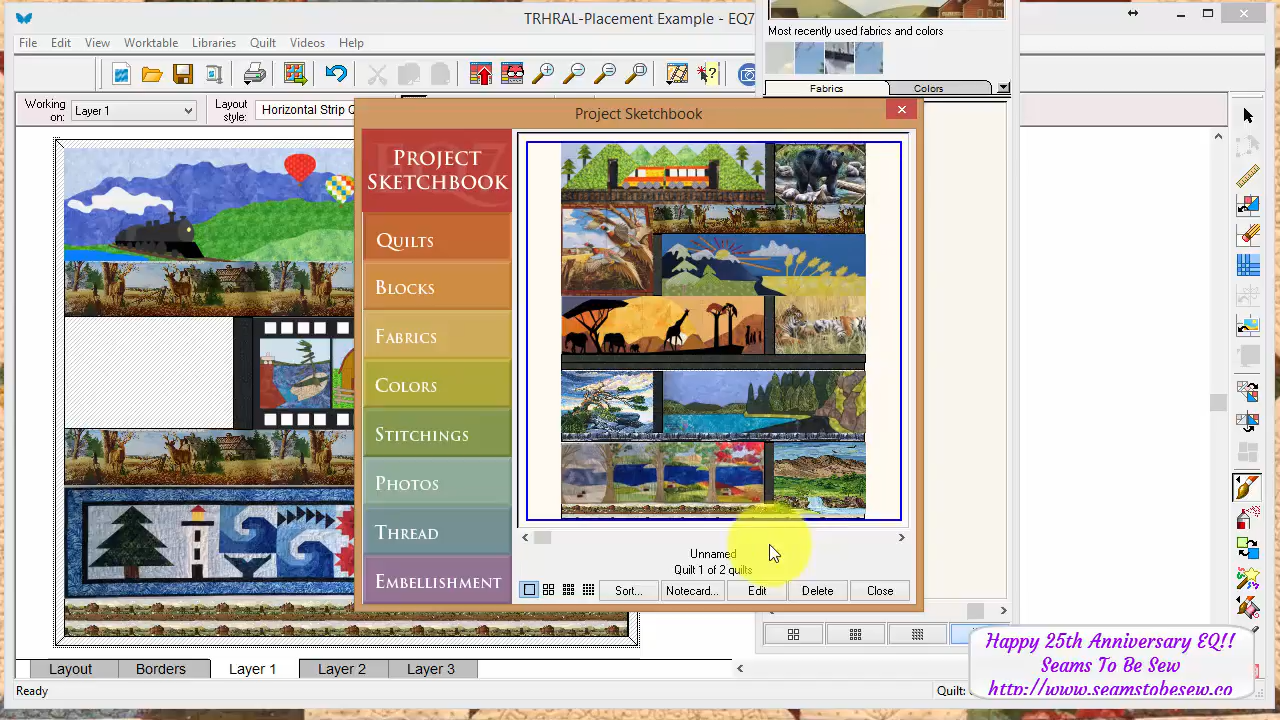 TRHRAL-Placement Example - EQ7
File Edit View Worktable Libraries Quilt Videos Help
Most recently used fabrics and colors
Fabrics Colors
Working on: Layer 1 Layout style: Horizontal Strip
Project Sketchbook
PROJECT
SKETCHBOOK
QUILTS
BLOCKS
FABRICS
COLORS
STITCHINGS
PHOTOS
THREAD
EMBELLISHMENT
Unnamed
Quilt 1 of 2 quilts
Sort... Notecard... Edit Delete Close
Layout Borders Layer 1 Layer 2 Layer 3
Ready
Quilt:
Happy 25th Anniversary EQ!!
Seams To Be Sew
http://www.seamstobesew.co